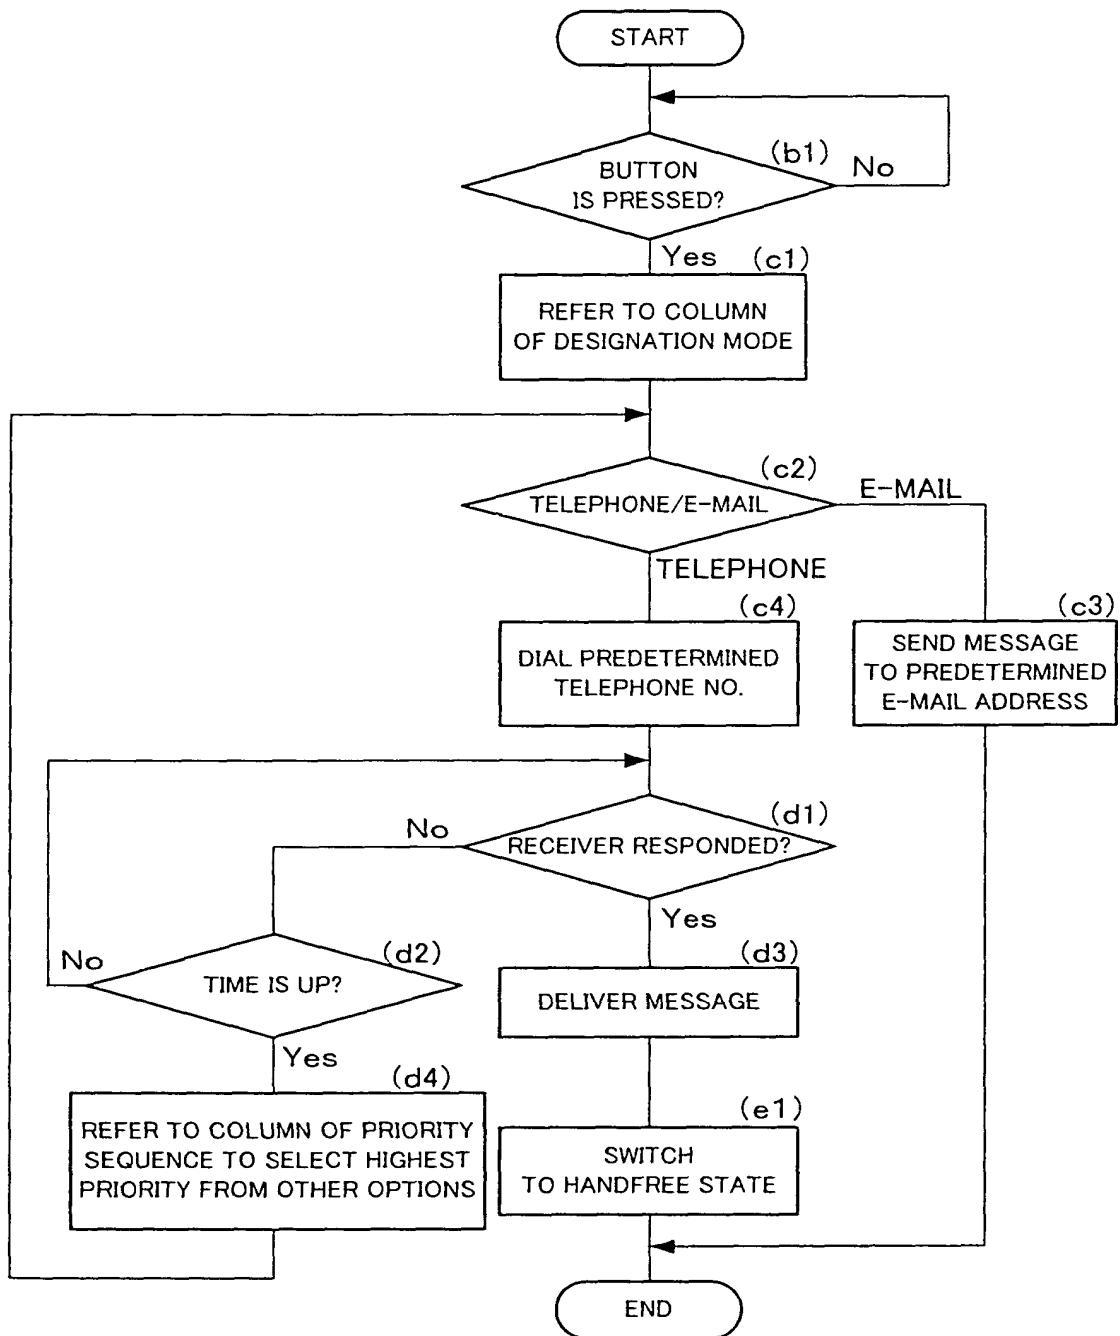 START
(b1)
BUTTON
IS PRESSED?
No
Yes
(c1)
REFER TO COLUMN
OF DESIGNATION MODE
(c2)
TELEPHONE/E-MAIL
E-MAIL
TELEPHONE
(c4)
DIAL PREDETERMINED
TELEPHONE NO.
(c3)
SEND MESSAGE
TO PREDETERMINED
E-MAIL ADDRESS
(d1)
RECEIVER RESPONDED?
No
Yes
(d2)
TIME IS UP?
No
Yes
(d3)
DELIVER MESSAGE
(d4)
REFER TO COLUMN OF PRIORITY
SEQUENCE TO SELECT HIGHEST
PRIORITY FROM OTHER OPTIONS
(e1)
SWITCH
TO HANDFREE STATE
END